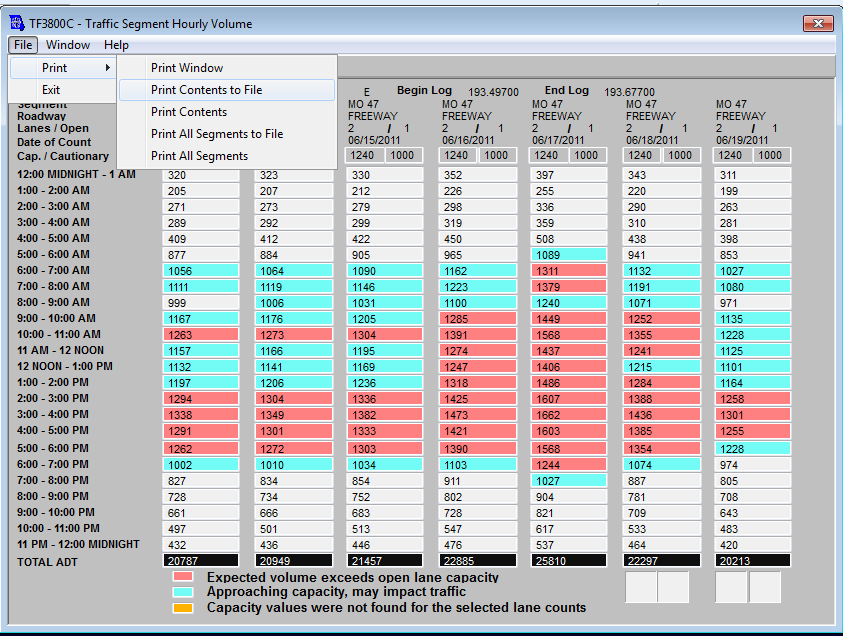 TF3800C - Traffic Segment Hourly Volume
File Window Help
Print Print Window
Exit Print Contents to File
Print Contents
Print All Segments to File
Print All Segments
E Begin Log 193.49700 End Log 193.67700
Segment MO 47 MO 47 MO 47 MO 47 MO 47
Roadway FREEWAY FREEWAY FREEWAY FREEWAY FREEWAY
Lanes / Open 2 / 1 2 / 1 2 / 1 2 / 1 2 / 1
Date of Count 06/15/2011 06/16/2011 06/17/2011 06/18/2011 06/19/2011
Cap. / Cautionary 1240 1000 1240 1000 1240 1000 1240 1000 1240 1000
12:00 MIDNIGHT - 1 AM 320 323 330 352 397 343 311
1:00 - 2:00 AM 205 207 212 226 255 220 199
2:00 - 3:00 AM 271 273 279 298 336 290 263
3:00 - 4:00 AM 289 292 299 319 359 310 281
4:00 - 5:00 AM 409 412 422 450 508 438 398
5:00 - 6:00 AM 877 884 905 965 1089 941 853
6:00 - 7:00 AM 1056 1064 1090 1162 1311 1132 1027
7:00 - 8:00 AM 1111 1119 1146 1223 1379 1191 1080
8:00 - 9:00 AM 999 1006 1031 1100 1240 1071 971
9:00 - 10:00 AM 1167 1176 1205 1285 1449 1252 1135
10:00 - 11:00 AM 1263 1273 1304 1391 1568 1355 1228
11 AM - 12 NOON 1157 1166 1195 1274 1437 1241 1125
12 NOON - 1:00 PM 1132 1141 1169 1247 1406 1215 1101
1:00 - 2:00 PM 1197 1206 1236 1318 1486 1284 1164
2:00 - 3:00 PM 1294 1304 1336 1425 1607 1388 1258
3:00 - 4:00 PM 1338 1349 1382 1473 1662 1436 1301
4:00 - 5:00 PM 1291 1301 1333 1421 1603 1385 1255
5:00 - 6:00 PM 1262 1272 1303 1390 1568 1354 1228
6:00 - 7:00 PM 1002 1010 1034 1103 1244 1074 974
7:00 - 8:00 PM 827 834 854 911 1027 887 805
8:00 - 9:00 PM 728 734 752 802 904 781 708
9:00 - 10:00 PM 661 666 683 728 821 709 643
10:00 - 11:00 PM 497 501 513 547 617 533 483
11 PM - 12:00 MIDNIGHT 432 436 446 476 537 464 420
TOTAL ADT 20787 20949 21457 22885 25810 22297 20213
Expected volume exceeds open lane capacity
Approaching capacity, may impact traffic
Capacity values were not found for the selected lane counts